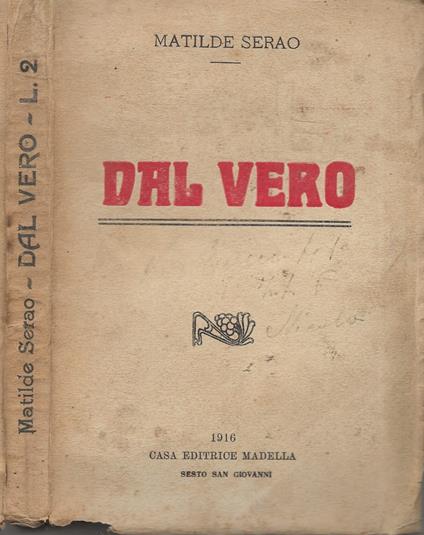 Matilde Serao - DAL VERO - L. 2
MATILDE SERAO
DAL VERO
1916
CASA EDITRICE MADELLA
SESTO SAN GIOVANNI